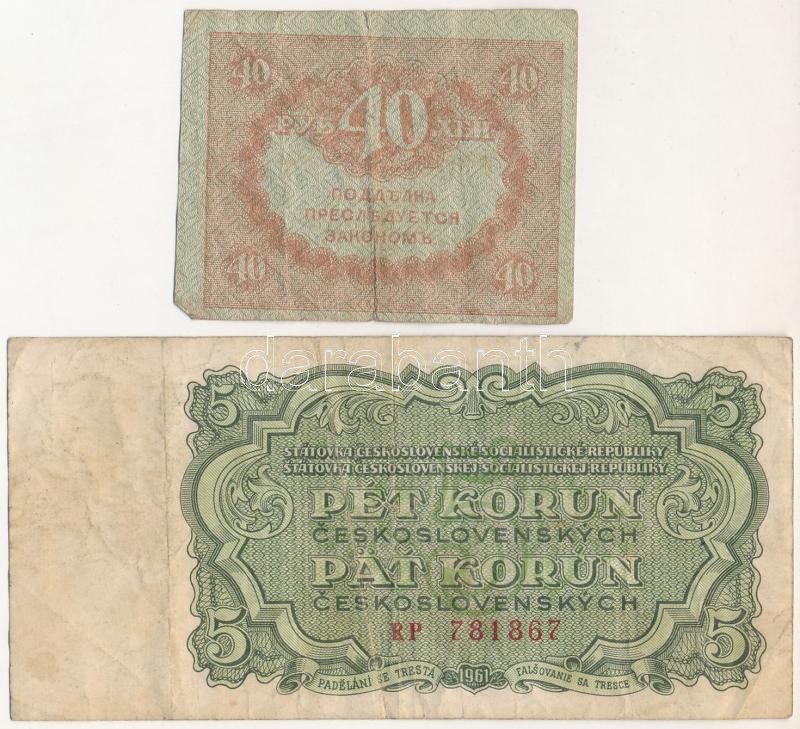 40 40
РУБ 40 ЛЕЙ
ПОДДѢЛКА
ПРЕСЛѢДУЕТСЯ
ЗАКОНОМЪ
40 40
darabanth
5 5
STÁTOVKA ČESKOSLOVENSKÉ SOCIALISTICKÉ REPUBLIKY
ŠTÁTOVKA ČESKOSLOVENSKEJ SOCIALISTICKEJ REPUBLIKY
PĚT KORUN
ČESKOSLOVENSKÝCH
PÄŤ KORÚN
ČESKOSLOVENSKÝCH
5 5
RP 781867
PADĚLÁNÍ SE TRESTÁ 1961 FALŠOVANIE SA TRESCE